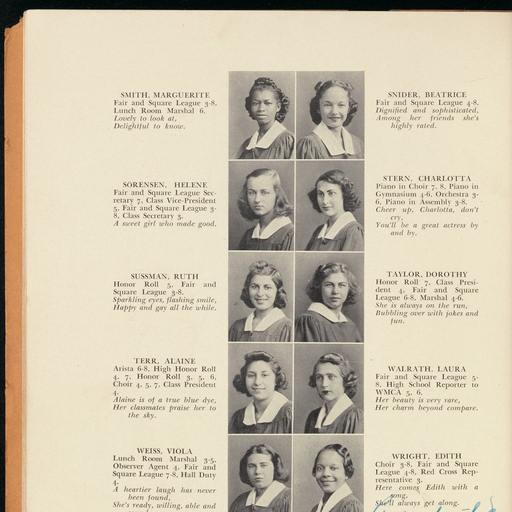 SMITH, MARGUERITE
Fair and Square League 3-8.
Lunch Room Marshal 6.
Lovely to look at,
Delightful to know.
SORENSEN, HELENE
Fair and Square League Sec-
retary 7, Class Vice-President
5, Fair and Square League 3-
8, Class Secretary 3.
A sweet girl who made good.
SUSSMAN, RUTH
Honor Roll 5, Fair and
Square League 3-8.
Sparkling eyes, flashing smile,
Happy and gay all the while.
TERR, ALAINE
Arista 6-8, High Honor Roll
4, 7, Honor Roll 3, 5, 6,
Choir 4, 5, 7, Class President
4.
Alaine is of a true blue dye,
Her classmates praise her to
the sky.
WEISS, VIOLA
Lunch Room Marshal 3-5,
Observer Agent 4, Fair and
Square League 7-8, Hall Duty
4.
A heartier laugh has never
been found,
She's ready, willing, able and
SNIDER, BEATRICE
Fair and Square League 4-8.
Dignified and sophisticated,
Among her friends she's
highly rated.
STERN, CHARLOTTA
Piano in Choir 7, 8, Piano in
Gymnasium 4-6, Orchestra 3-
6, Piano in Assembly 3-8.
Cheer up, Charlotta, don't
cry,
You'll be a great actress by
and by.
TAYLOR, DOROTHY
Honor Roll 7, Class Presi-
dent 4, Fair and Square
League 6-8, Marshal 4-6.
She is always on the run,
Bubbling over with jokes and
fun.
WALRATH, LAURA
Fair and Square League 5-
8, High School Reporter to
WMCA 5, 6.
Her beauty is very rare,
Her charm beyond compare.
WRIGHT, EDITH
Choir 3-8, Fair and Square
League 4-8, Red Cross Rep-
resentative 3.
Here comes Edith with a
song,
She'll always get along.